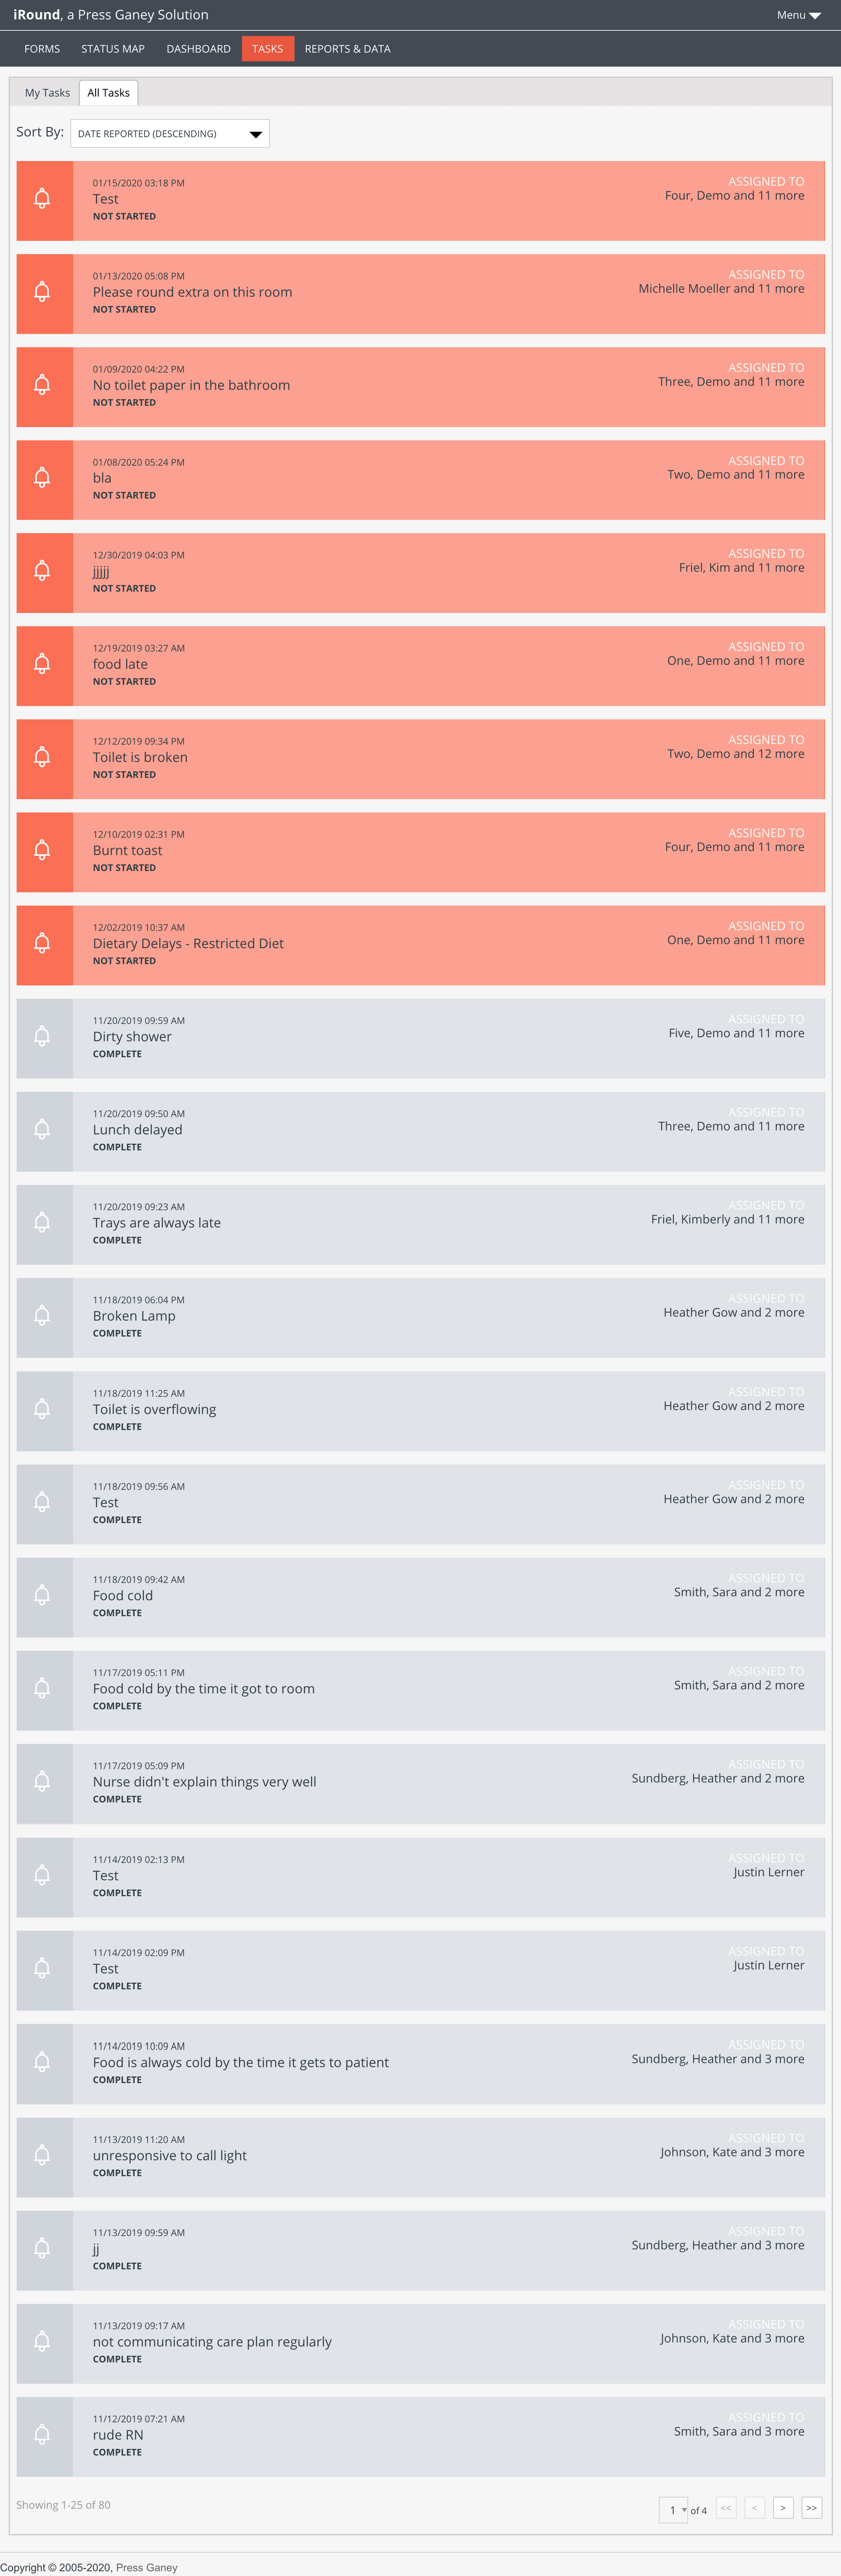 iRound, a Press Ganey Solution
Menu
FORMS STATUS MAP DASHBOARD TASKS REPORTS & DATA
My Tasks All Tasks
Sort By: DATE REPORTED (DESCENDING)
01/15/2020 03:18 PM
Test
NOT STARTED
ASSIGNED TO
Four, Demo and 11 more
01/13/2020 05:08 PM
Please round extra on this room
NOT STARTED
ASSIGNED TO
Michelle Moeller and 11 more
01/09/2020 04:22 PM
No toilet paper in the bathroom
NOT STARTED
ASSIGNED TO
Three, Demo and 11 more
01/08/2020 05:24 PM
bla
NOT STARTED
ASSIGNED TO
Two, Demo and 11 more
12/30/2019 04:03 PM
jjjjj
NOT STARTED
ASSIGNED TO
Friel, Kim and 11 more
12/19/2019 03:27 AM
food late
NOT STARTED
ASSIGNED TO
One, Demo and 11 more
12/12/2019 09:34 PM
Toilet is broken
NOT STARTED
ASSIGNED TO
Two, Demo and 12 more
12/10/2019 02:31 PM
Burnt toast
NOT STARTED
ASSIGNED TO
Four, Demo and 11 more
12/02/2019 10:37 AM
Dietary Delays - Restricted Diet
NOT STARTED
ASSIGNED TO
One, Demo and 11 more
11/20/2019 09:59 AM
Dirty shower
COMPLETE
ASSIGNED TO
Five, Demo and 11 more
11/20/2019 09:50 AM
Lunch delayed
COMPLETE
ASSIGNED TO
Three, Demo and 11 more
11/20/2019 09:23 AM
Trays are always late
COMPLETE
ASSIGNED TO
Friel, Kimberly and 11 more
11/18/2019 06:04 PM
Broken Lamp
COMPLETE
ASSIGNED TO
Heather Gow and 2 more
11/18/2019 11:25 AM
Toilet is overflowing
COMPLETE
ASSIGNED TO
Heather Gow and 2 more
11/18/2019 09:56 AM
Test
COMPLETE
ASSIGNED TO
Heather Gow and 2 more
11/18/2019 09:42 AM
Food cold
COMPLETE
ASSIGNED TO
Smith, Sara and 2 more
11/17/2019 05:11 PM
Food cold by the time it got to room
COMPLETE
ASSIGNED TO
Smith, Sara and 2 more
11/17/2019 05:09 PM
Nurse didn't explain things very well
COMPLETE
ASSIGNED TO
Sundberg, Heather and 2 more
11/14/2019 02:13 PM
Test
COMPLETE
ASSIGNED TO
Justin Lerner
11/14/2019 02:09 PM
Test
COMPLETE
ASSIGNED TO
Justin Lerner
11/14/2019 10:09 AM
Food is always cold by the time it gets to patient
COMPLETE
ASSIGNED TO
Sundberg, Heather and 3 more
11/13/2019 11:20 AM
unresponsive to call light
COMPLETE
ASSIGNED TO
Johnson, Kate and 3 more
11/13/2019 09:59 AM
jj
COMPLETE
ASSIGNED TO
Sundberg, Heather and 3 more
11/13/2019 09:17 AM
not communicating care plan regularly
COMPLETE
ASSIGNED TO
Johnson, Kate and 3 more
11/12/2019 07:21 AM
rude RN
COMPLETE
ASSIGNED TO
Smith, Sara and 3 more
Showing 1-25 of 80
1 of 4 << < > >>
Copyright © 2005-2020, Press Ganey